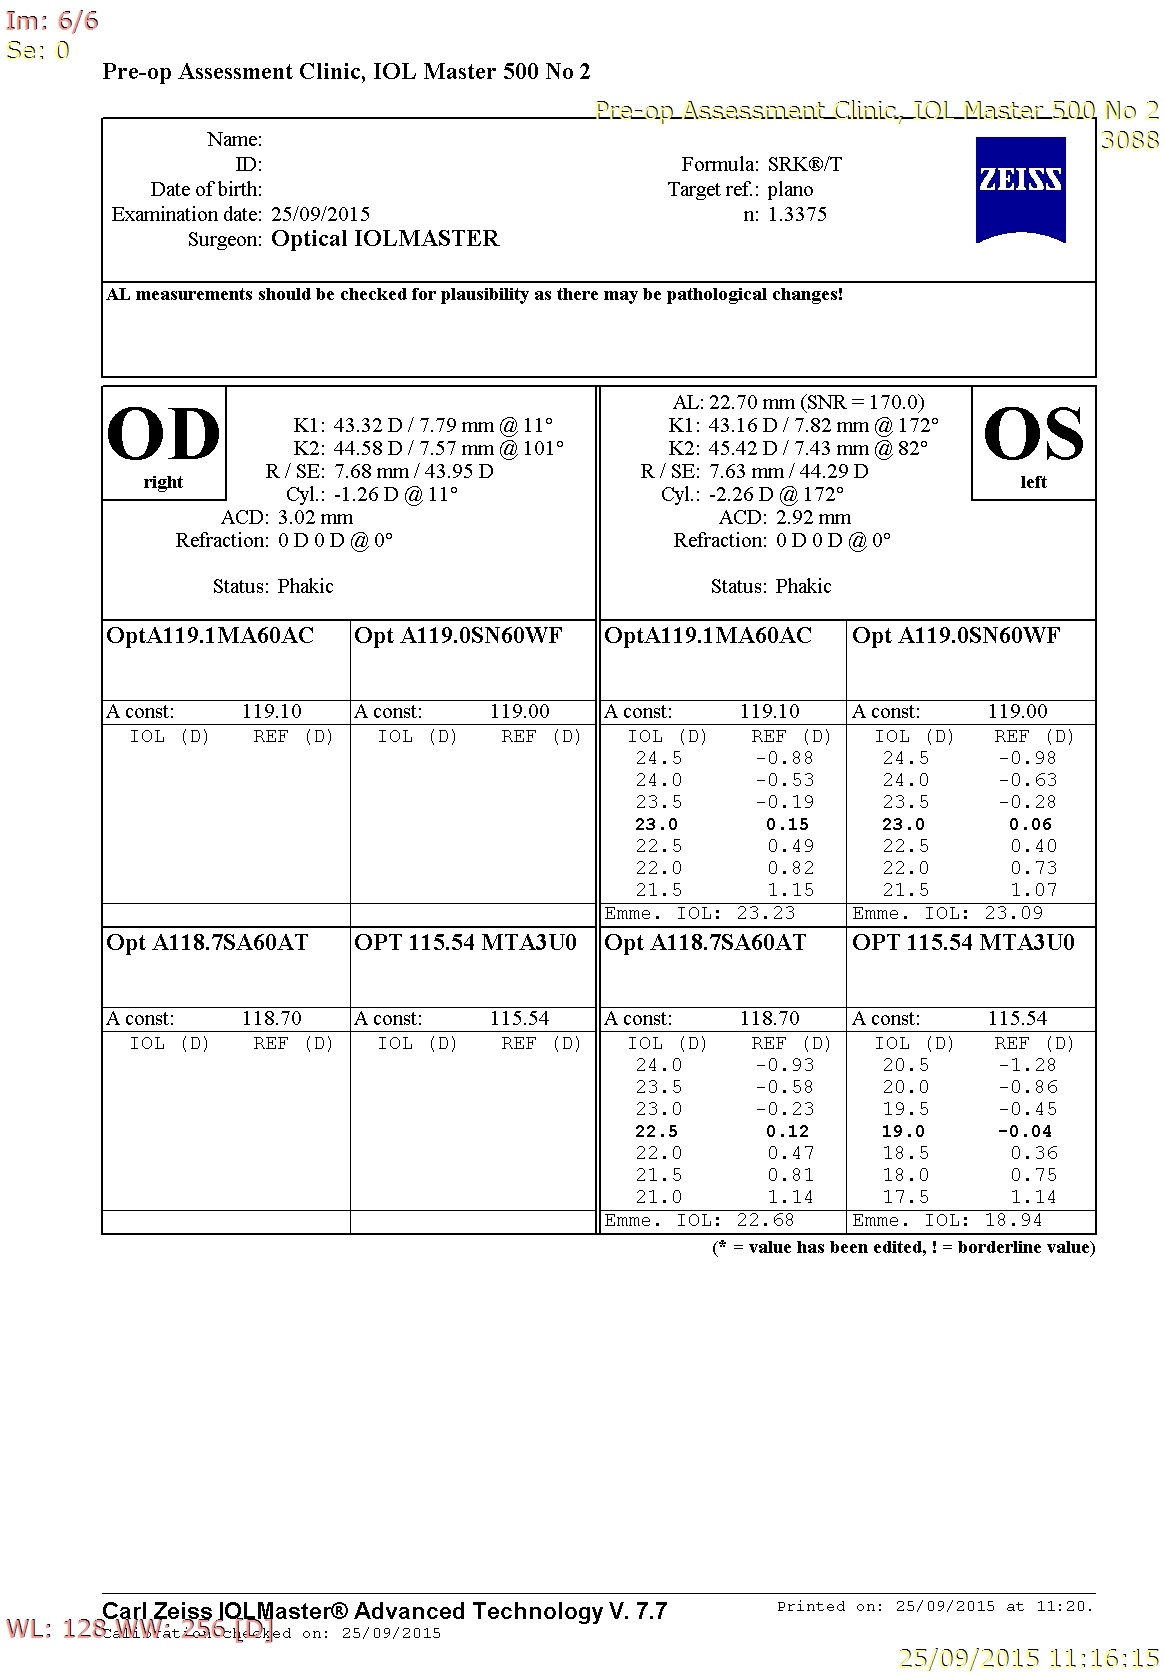 Im: 6/6
Se: 0
Pre-op Assessment Clinic, IOL Master 500 No 2
Pre-op Assessment Clinic, IOL Master 500 No 2
3088
Name:
ID:
Formula: SRK®/T
Date of birth:
Target ref.: plano
Examination date: 25/09/2015
n: 1.3375
Surgeon: Optical IOLMASTER
ZEISS
AL measurements should be checked for plausibility as there may be pathological changes!
OD
right
K1: 43.32 D / 7.79 mm @ 11°
K2: 44.58 D / 7.57 mm @ 101°
R / SE: 7.68 mm / 43.95 D
Cyl.: -1.26 D @ 11°
ACD: 3.02 mm
Refraction: 0 D 0 D @ 0°
Status: Phakic
AL: 22.70 mm (SNR = 170.0)
K1: 43.16 D / 7.82 mm @ 172°
K2: 45.42 D / 7.43 mm @ 82°
R / SE: 7.63 mm / 44.29 D
Cyl.: -2.26 D @ 172°
ACD: 2.92 mm
Refraction: 0 D 0 D @ 0°
Status: Phakic
OS
left
OptA119.1MA60AC Opt A119.0SN60WF OptA119.1MA60AC Opt A119.0SN60WF
A const: 119.10 A const: 119.00 A const: 119.10 A const: 119.00
IOL (D) REF (D) IOL (D) REF (D) IOL (D) REF (D) IOL (D) REF (D)
24.5 -0.88 24.5 -0.98
24.0 -0.53 24.0 -0.63
23.5 -0.19 23.5 -0.28
23.0 0.15 23.0 0.06
22.5 0.49 22.5 0.40
22.0 0.82 22.0 0.73
21.5 1.15 21.5 1.07
Emme. IOL: 23.23 Emme. IOL: 23.09
Opt A118.7SA60AT OPT 115.54 MTA3U0 Opt A118.7SA60AT OPT 115.54 MTA3U0
A const: 118.70 A const: 115.54 A const: 118.70 A const: 115.54
IOL (D) REF (D) IOL (D) REF (D) IOL (D) REF (D) IOL (D) REF (D)
24.0 -0.93 20.5 -1.28
23.5 -0.58 20.0 -0.86
23.0 -0.23 19.5 -0.45
22.5 0.12 19.0 -0.04
22.0 0.47 18.5 0.36
21.5 0.81 18.0 0.75
21.0 1.14 17.5 1.14
Emme. IOL: 22.68 Emme. IOL: 18.94
(* = value has been edited, ! = borderline value)
Carl Zeiss IOLMaster® Advanced Technology V. 7.7
Printed on: 25/09/2015 at 11:20.
WL: 128 WW: 256 [D]
Calibration checked on: 25/09/2015
25/09/2015 11:16:15